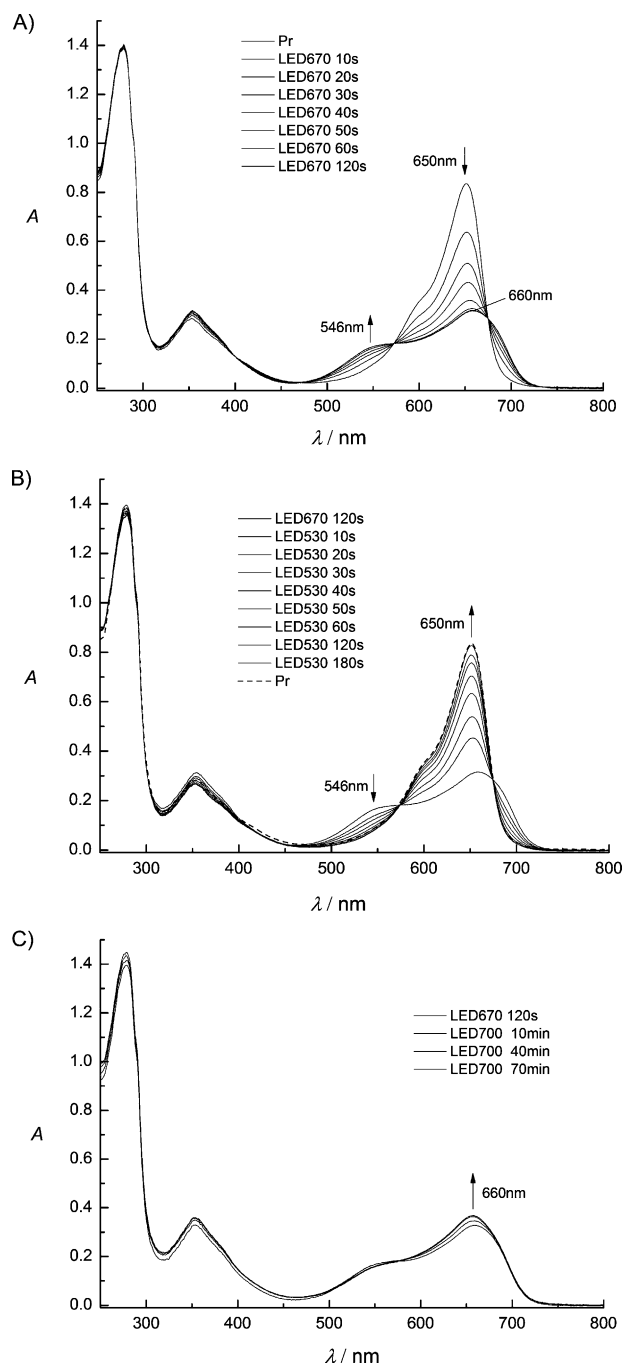 A)
Pr
LED670 10s
LED670 20s
LED670 30s
LED670 40s
LED670 50s
LED670 60s
LED670 120s
650nm
660nm
546nm
A
1.4
1.2
1.0
0.8
0.6
0.4
0.2
0.0
300 400 500 600 700 800
λ / nm
B)
LED670 120s
LED530 10s
LED530 20s
LED530 30s
LED530 40s
LED530 50s
LED530 60s
LED530 120s
LED530 180s
Pr
650nm
546nm
A
1.4
1.2
1.0
0.8
0.6
0.4
0.2
0.0
300 400 500 600 700 800
λ / nm
C)
LED670 120s
LED700 10min
LED700 40min
LED700 70min
660nm
A
1.4
1.2
1.0
0.8
0.6
0.4
0.2
0.0
300 400 500 600 700 800
λ / nm